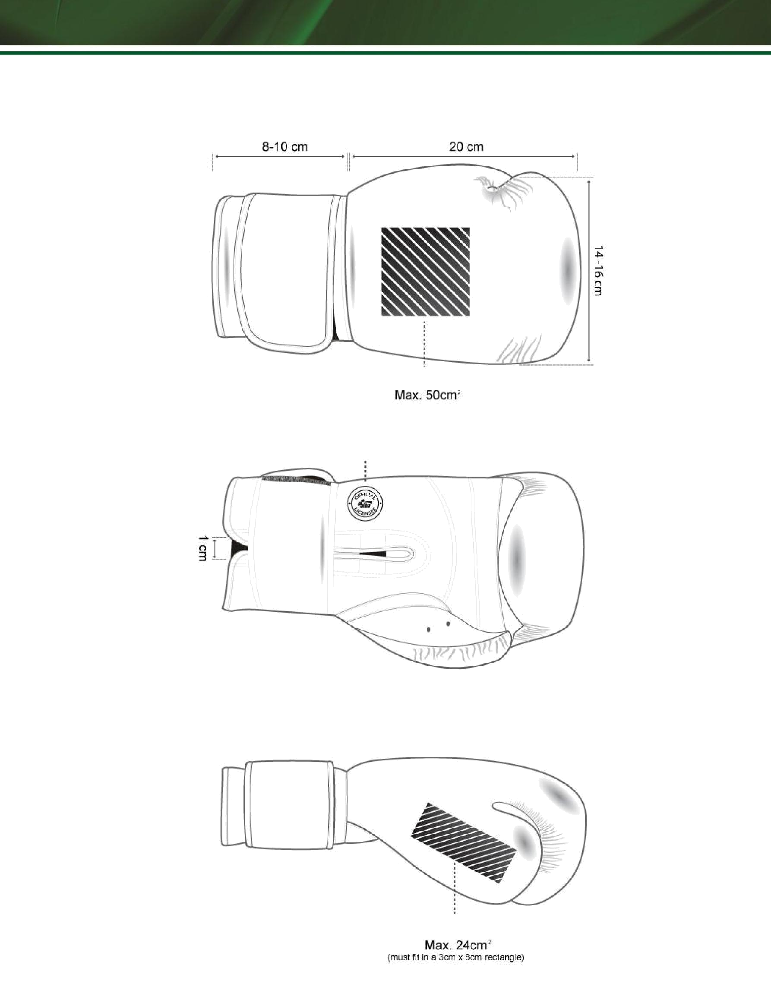 8-10 cm
20 cm
14 -16 cm
Max. 50cm²
OFFICIAL
aiba
LICENSEE
1 cm
Max. 24cm²
(must fit in a 3cm x 8cm rectangle)